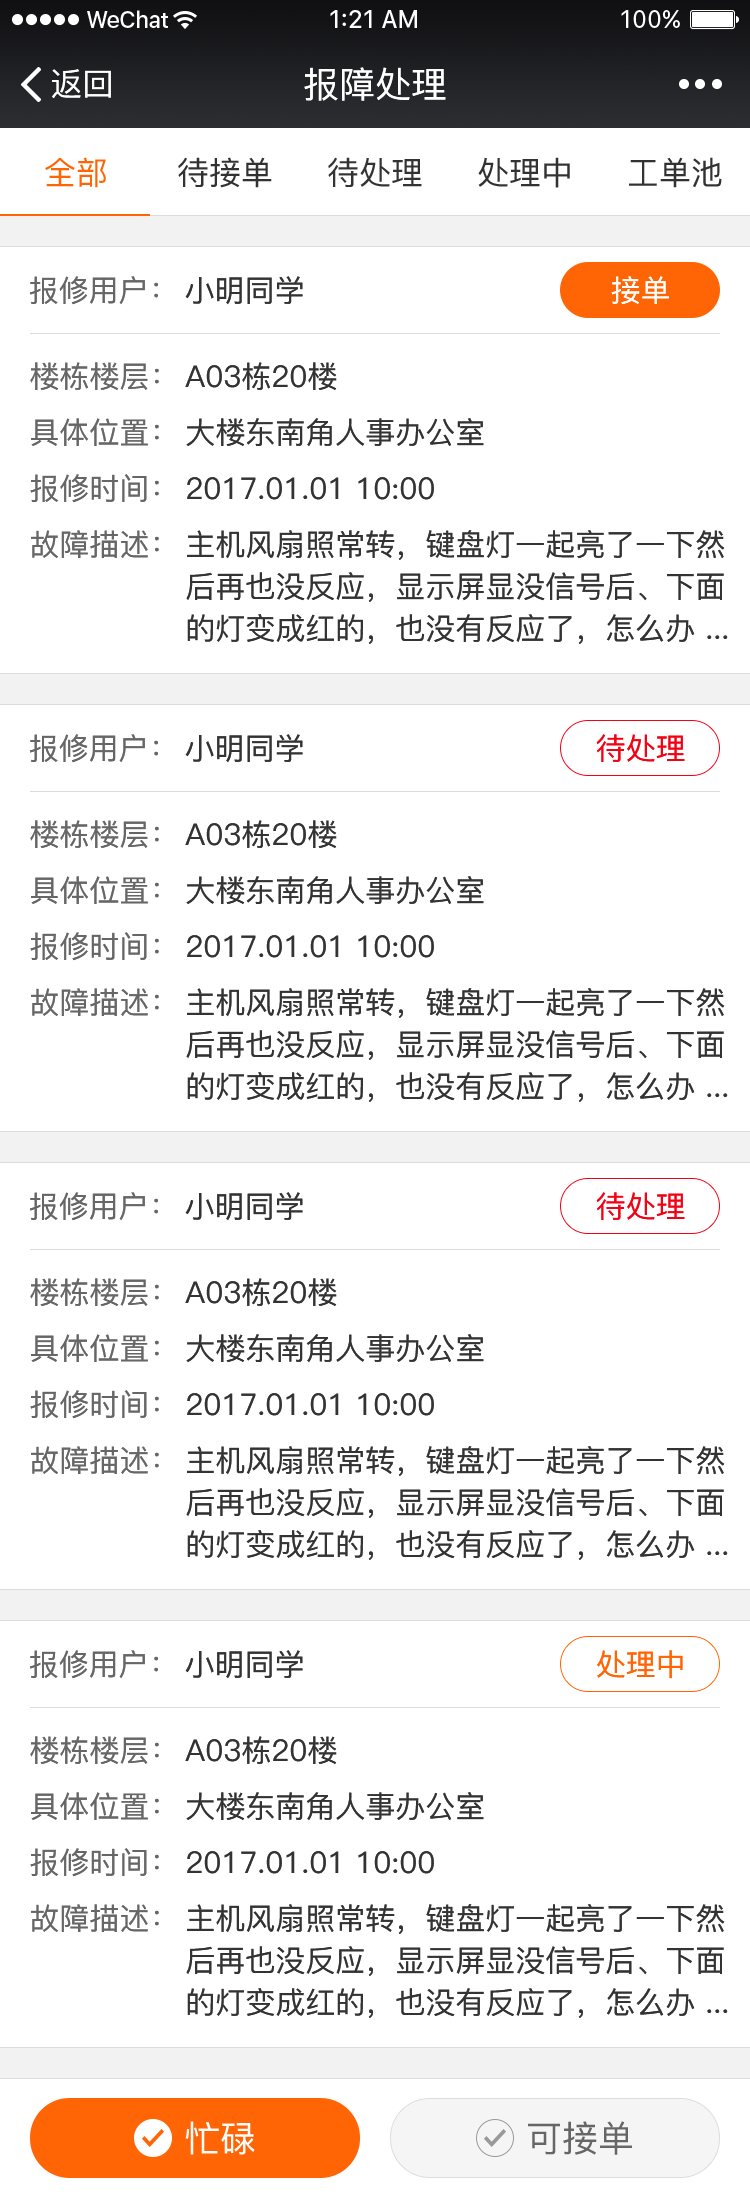 WeChat 1:21 AM 100%
返回 报障处理
全部 待接单 待处理 处理中 工单池
报修用户： 小明同学 接单
楼栋楼层： A03栋20楼
具体位置： 大楼东南角人事办公室
报修时间： 2017.01.01 10:00
故障描述： 主机风扇照常转，键盘灯一起亮了一下然
后再也没反应，显示屏显没信号后、下面
的灯变成红的，也没有反应了，怎么办 ...
报修用户： 小明同学 待处理
楼栋楼层： A03栋20楼
具体位置： 大楼东南角人事办公室
报修时间： 2017.01.01 10:00
故障描述： 主机风扇照常转，键盘灯一起亮了一下然
后再也没反应，显示屏显没信号后、下面
的灯变成红的，也没有反应了，怎么办 ...
报修用户： 小明同学 待处理
楼栋楼层： A03栋20楼
具体位置： 大楼东南角人事办公室
报修时间： 2017.01.01 10:00
故障描述： 主机风扇照常转，键盘灯一起亮了一下然
后再也没反应，显示屏显没信号后、下面
的灯变成红的，也没有反应了，怎么办 ...
报修用户： 小明同学 处理中
楼栋楼层： A03栋20楼
具体位置： 大楼东南角人事办公室
报修时间： 2017.01.01 10:00
故障描述： 主机风扇照常转，键盘灯一起亮了一下然
后再也没反应，显示屏显没信号后、下面
的灯变成红的，也没有反应了，怎么办 ...
忙碌 可接单